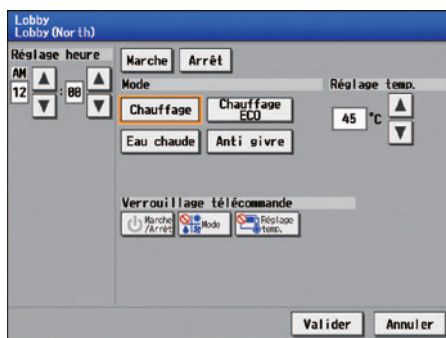 Lobby
Lobby(North)
Réglage heure
Marche Arrêt
AM
12 : 00
Mode
Réglage temp.
Chauffage
Chauffage
ECO
45 °C
Eau chaude
Anti givre
Verrouillage télécommande
Marche
/Arrêt
Mode
Réglage
temp.
Valider
Annuler